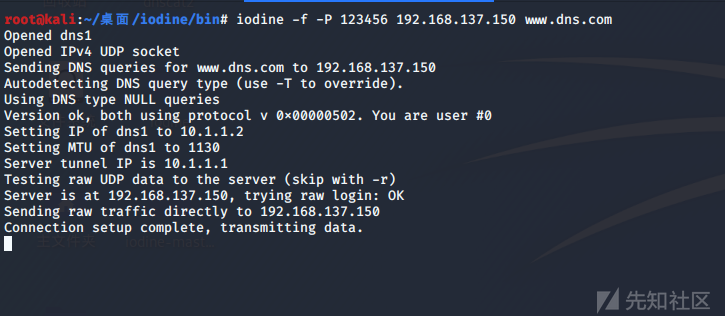 root@kali:~/桌面/iodine/bin# iodine -f -P 123456 192.168.137.150 www.dns.com
Opened dns1
Opened IPv4 UDP socket
Sending DNS queries for www.dns.com to 192.168.137.150
Autodetecting DNS query type (use -T to override).
Using DNS type NULL queries
Version ok, both using protocol v 0x00000502. You are user #0
Setting IP of dns1 to 10.1.1.2
Setting MTU of dns1 to 1130
Server tunnel IP is 10.1.1.1
Testing raw UDP data to the server (skip with -r)
Server is at 192.168.137.150, trying raw login: OK
Sending raw traffic directly to 192.168.137.150
Connection setup complete, transmitting data.
先知社区